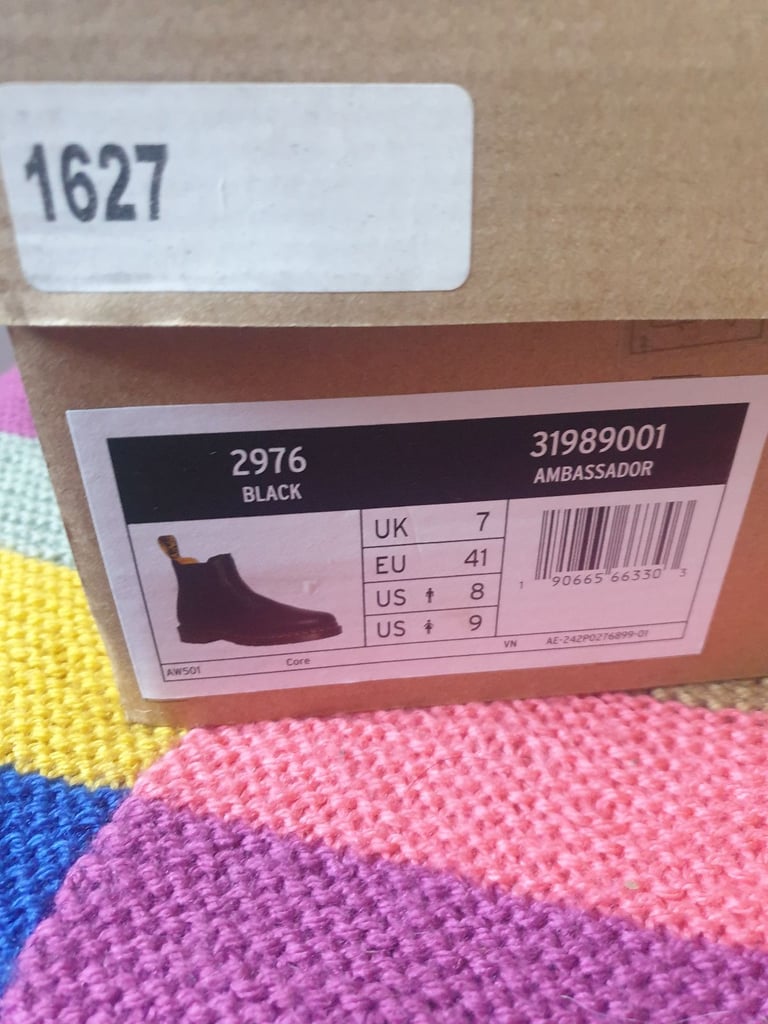 1627
2976
BLACK
31989001
AMBASSADOR
UK 7
EU 41
US 8
US 9
1 90665 66330 3
AW501
Core
VN
AE-242P0276899-01